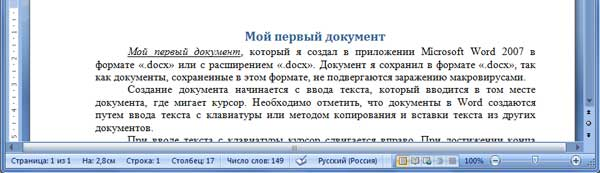 Мой первый документ
Мой первый документ, который я создал в приложении Microsoft Word 2007 в
формате «.docx» или с расширением «.docx». Документ я сохранил в формате «.docx», так
как документы, сохраненные в этом формате, не подвергаются заражению макровирусами.
Создание документа начинается с ввода текста, который вводится в том месте
документа, где мигает курсор. Необходимо отметить, что документы в Word создаются
путем ввода текста с клавиатуры или методом копирования и вставки текста из других
документов.
При вводе текста с клавиатуры курсор сдвигается вправо. При достижении конца
Страница: 1 из 1 На: 2,8см Строка: 1 Столбец: 17 Число слов: 149 Русский (Россия) 100%